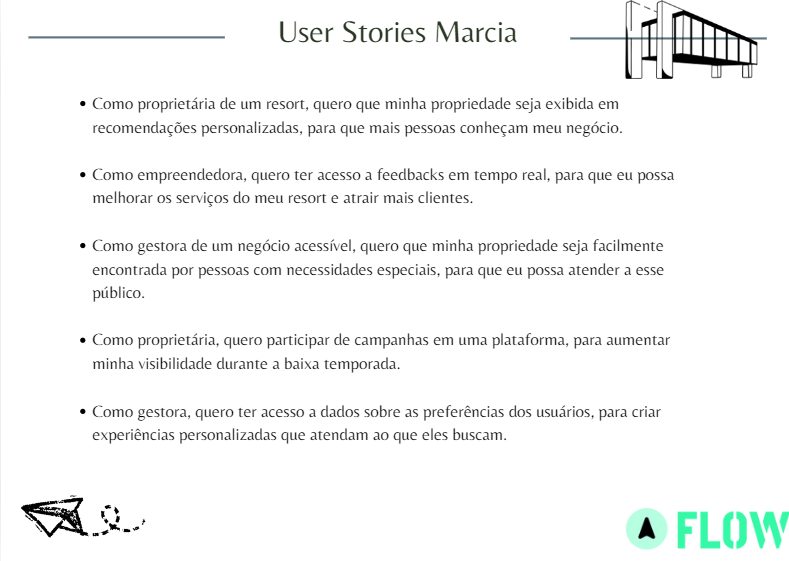 User Stories Marcia
• Como proprietária de um resort, quero que minha propriedade seja exibida em
recomendações personalizadas, para que mais pessoas conheçam meu negócio.
• Como empreendedora, quero ter acesso a feedbacks em tempo real, para que eu possa
melhorar os serviços do meu resort e atrair mais clientes.
• Como gestora de um negócio acessível, quero que minha propriedade seja facilmente
encontrada por pessoas com necessidades especiais, para que eu possa atender a esse
público.
• Como proprietária, quero participar de campanhas em uma plataforma, para aumentar
minha visibilidade durante a baixa temporada.
• Como gestora, quero ter acesso a dados sobre as preferências dos usuários, para criar
experiências personalizadas que atendam ao que eles buscam.
FLOW